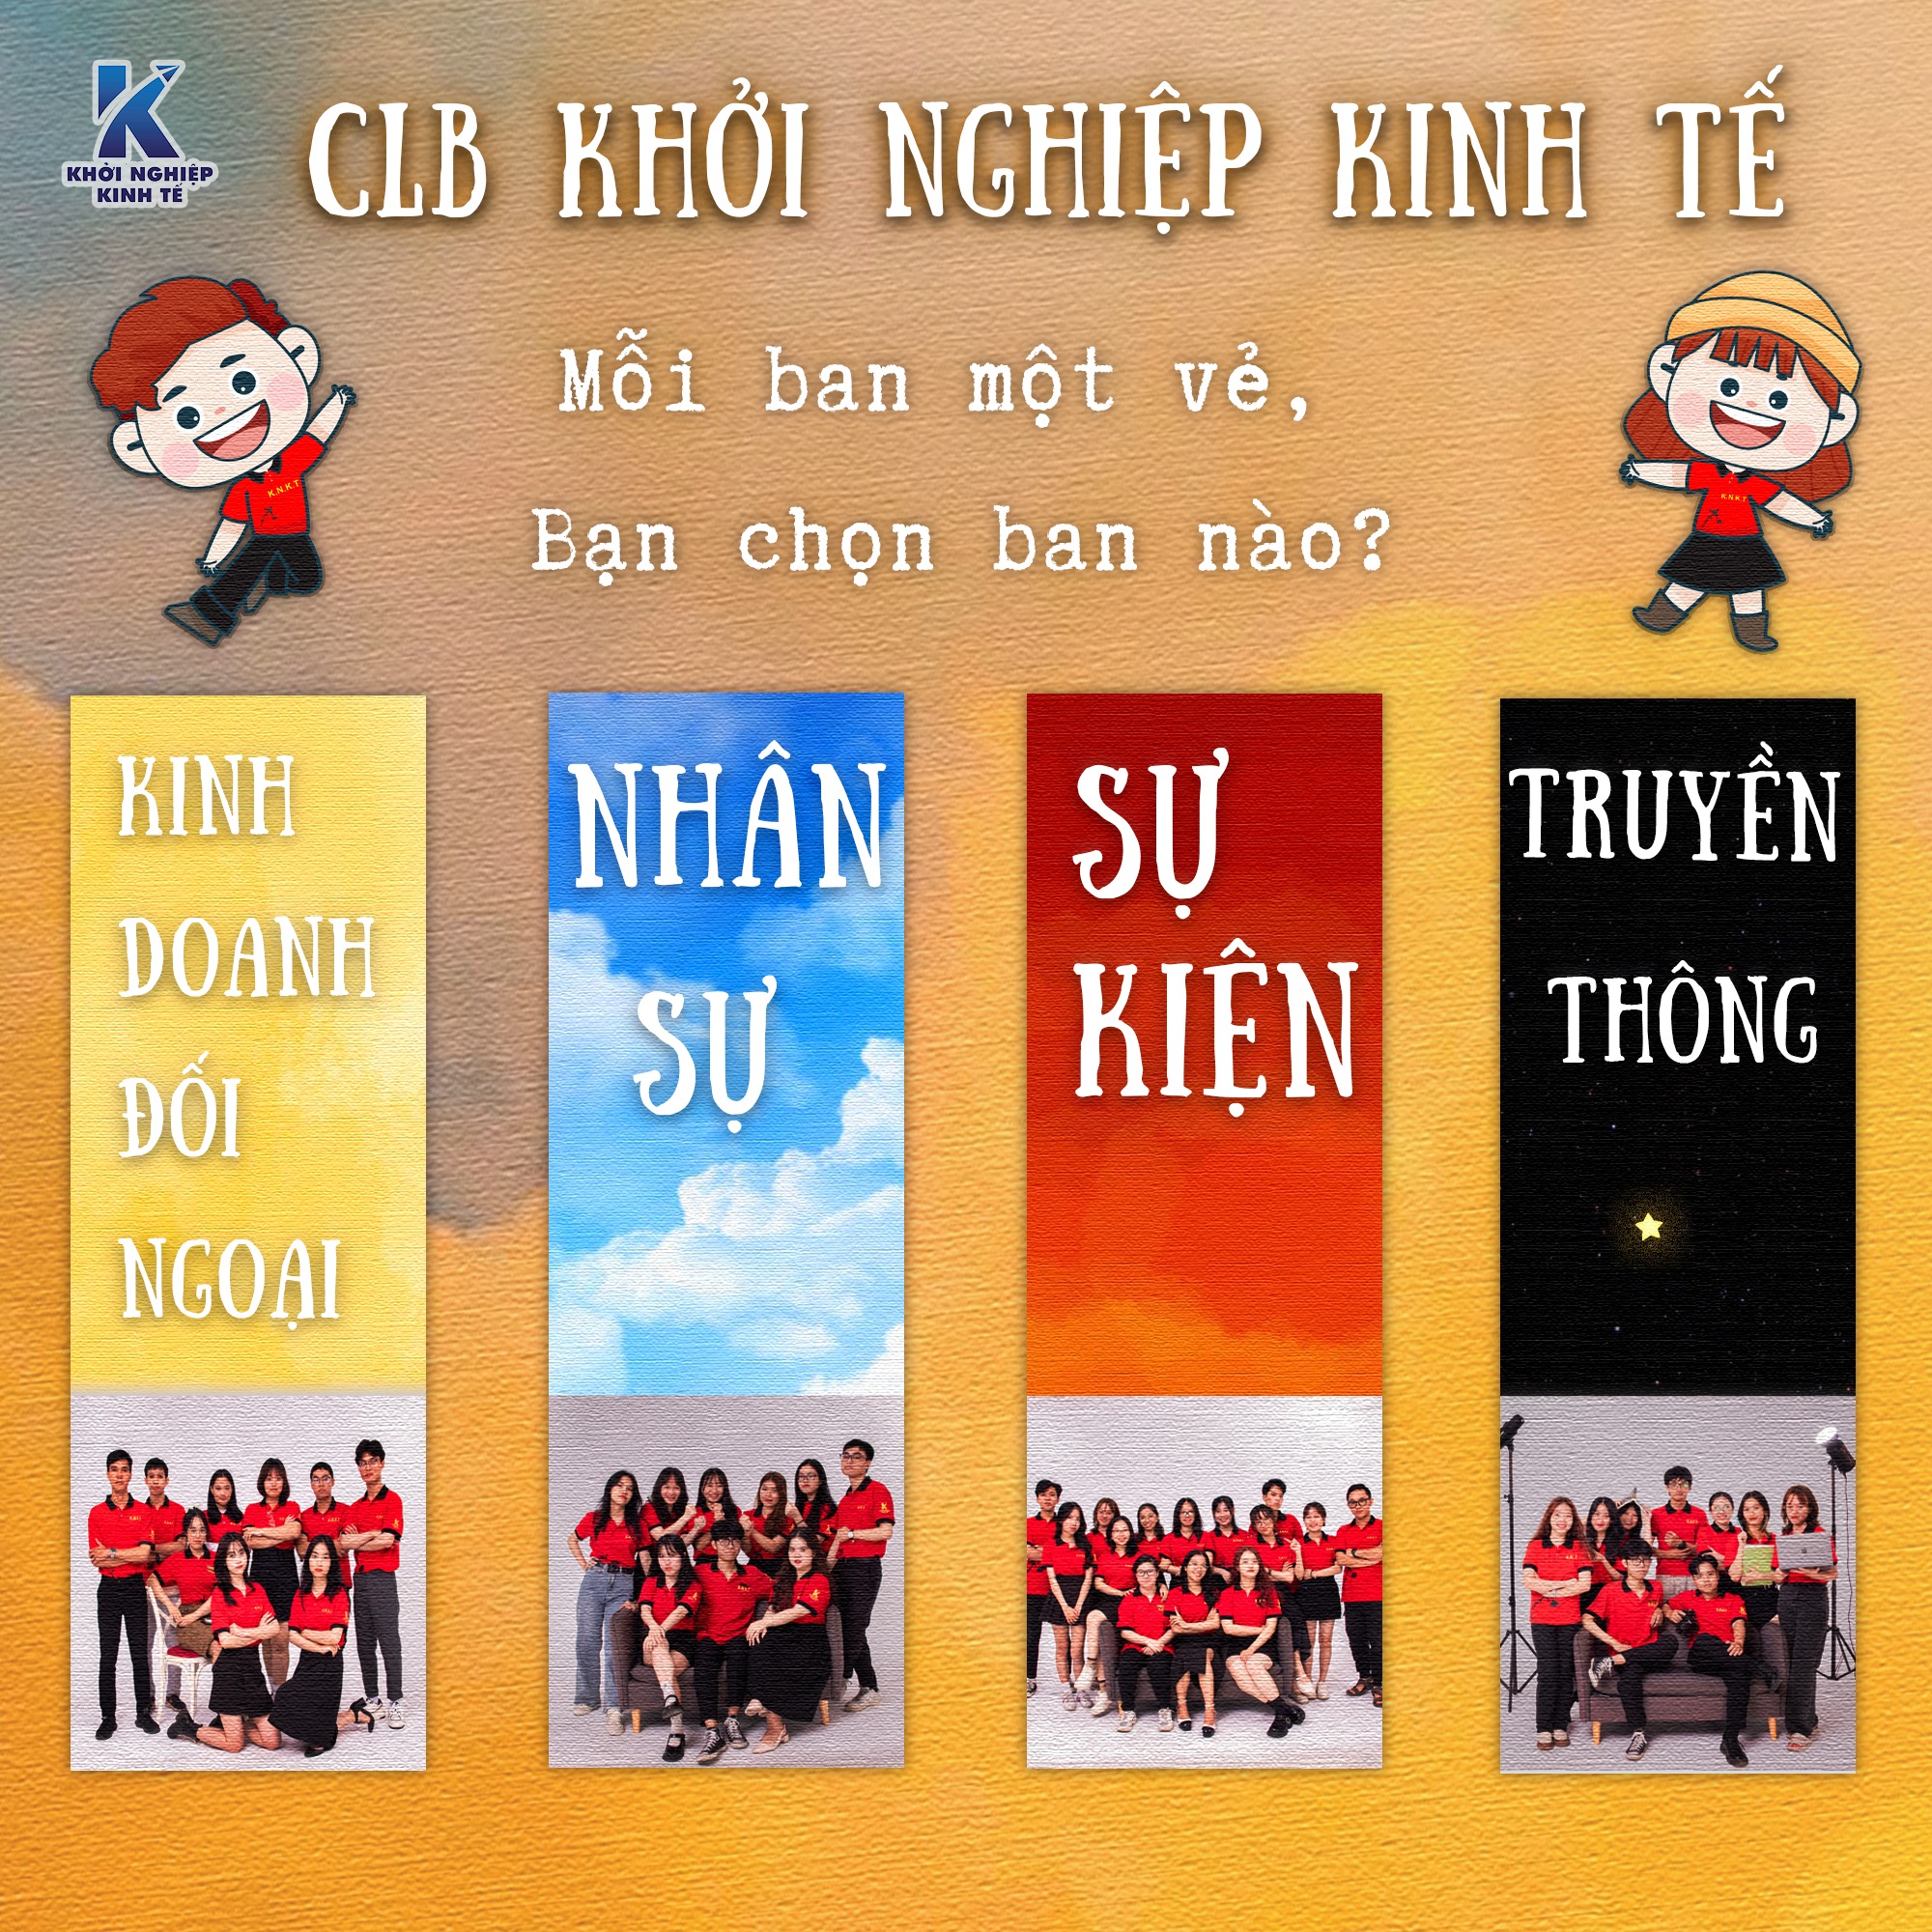 KHỞI NGHIỆP
KINH TẾ
CLB KHỞI NGHIỆP KINH TẾ
Mỗi ban một vẻ,
Bạn chọn ban nào?
K.N.K.T
K.N.K.T
KINH
DOANH
ĐỐI
NGOẠI
NHÂN
SỰ
SỰ
KIỆN
TRUYỀN
THÔNG